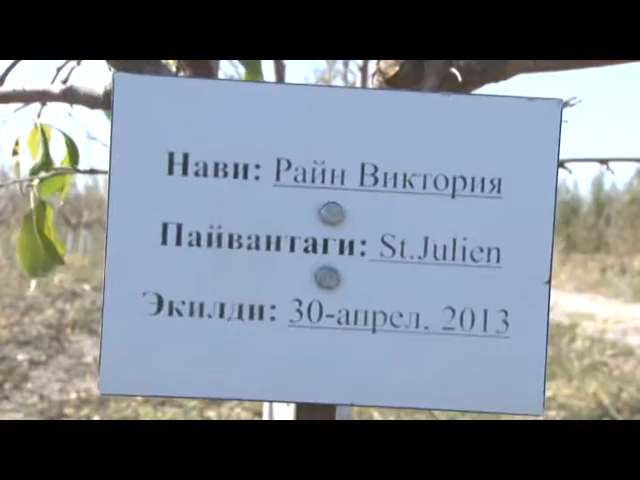 Нави: Райн Виктория
Пайвантаги: St.Julien
Экилди: 30-апрел. 2013